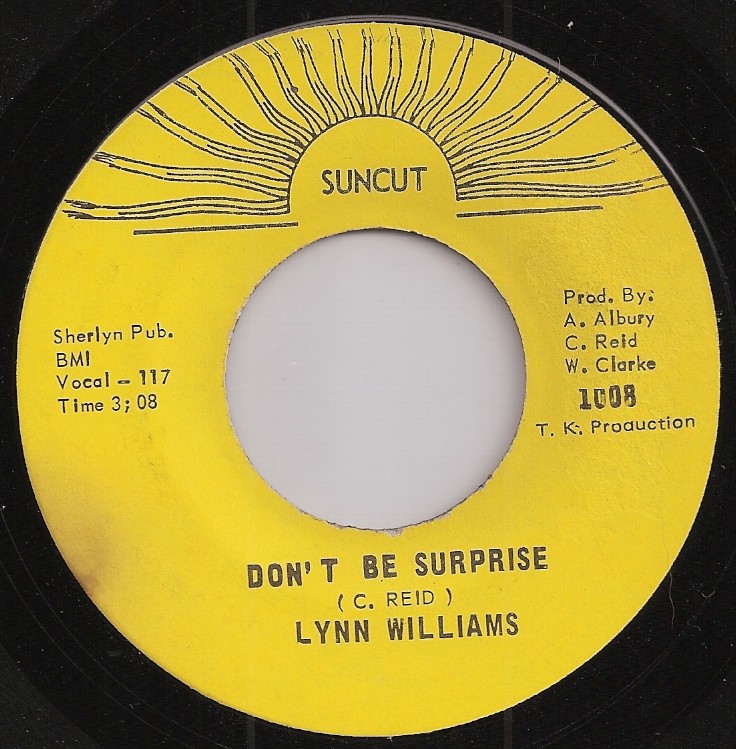 SUNCUT
Sherlyn Pub.
BMI
Vocal - 117
Time 3; 08
Prod. By:
A. Albury
C. Reid
W. Clarke
1008
T. K. Production
DON'T BE SURPRISE
( C. REID )
LYNN WILLIAMS